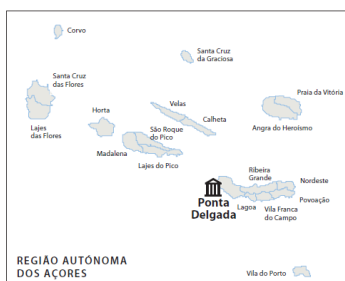 Corvo
Santa Cruz
da Graciosa
Santa Cruz
das Flores
Praia da Vitória
Velas
Horta
Calheta
Lajes
das Flores
São Roque
do Pico
Angra do Heroísmo
Madalena
Lajes do Pico
Ribeira
Grande
Nordeste
Ponta
Delgada
Povoação
Lagoa
Vila Franca
do Campo
REGIÃO AUTÓNOMA
DOS AÇORES
Vila do Porto